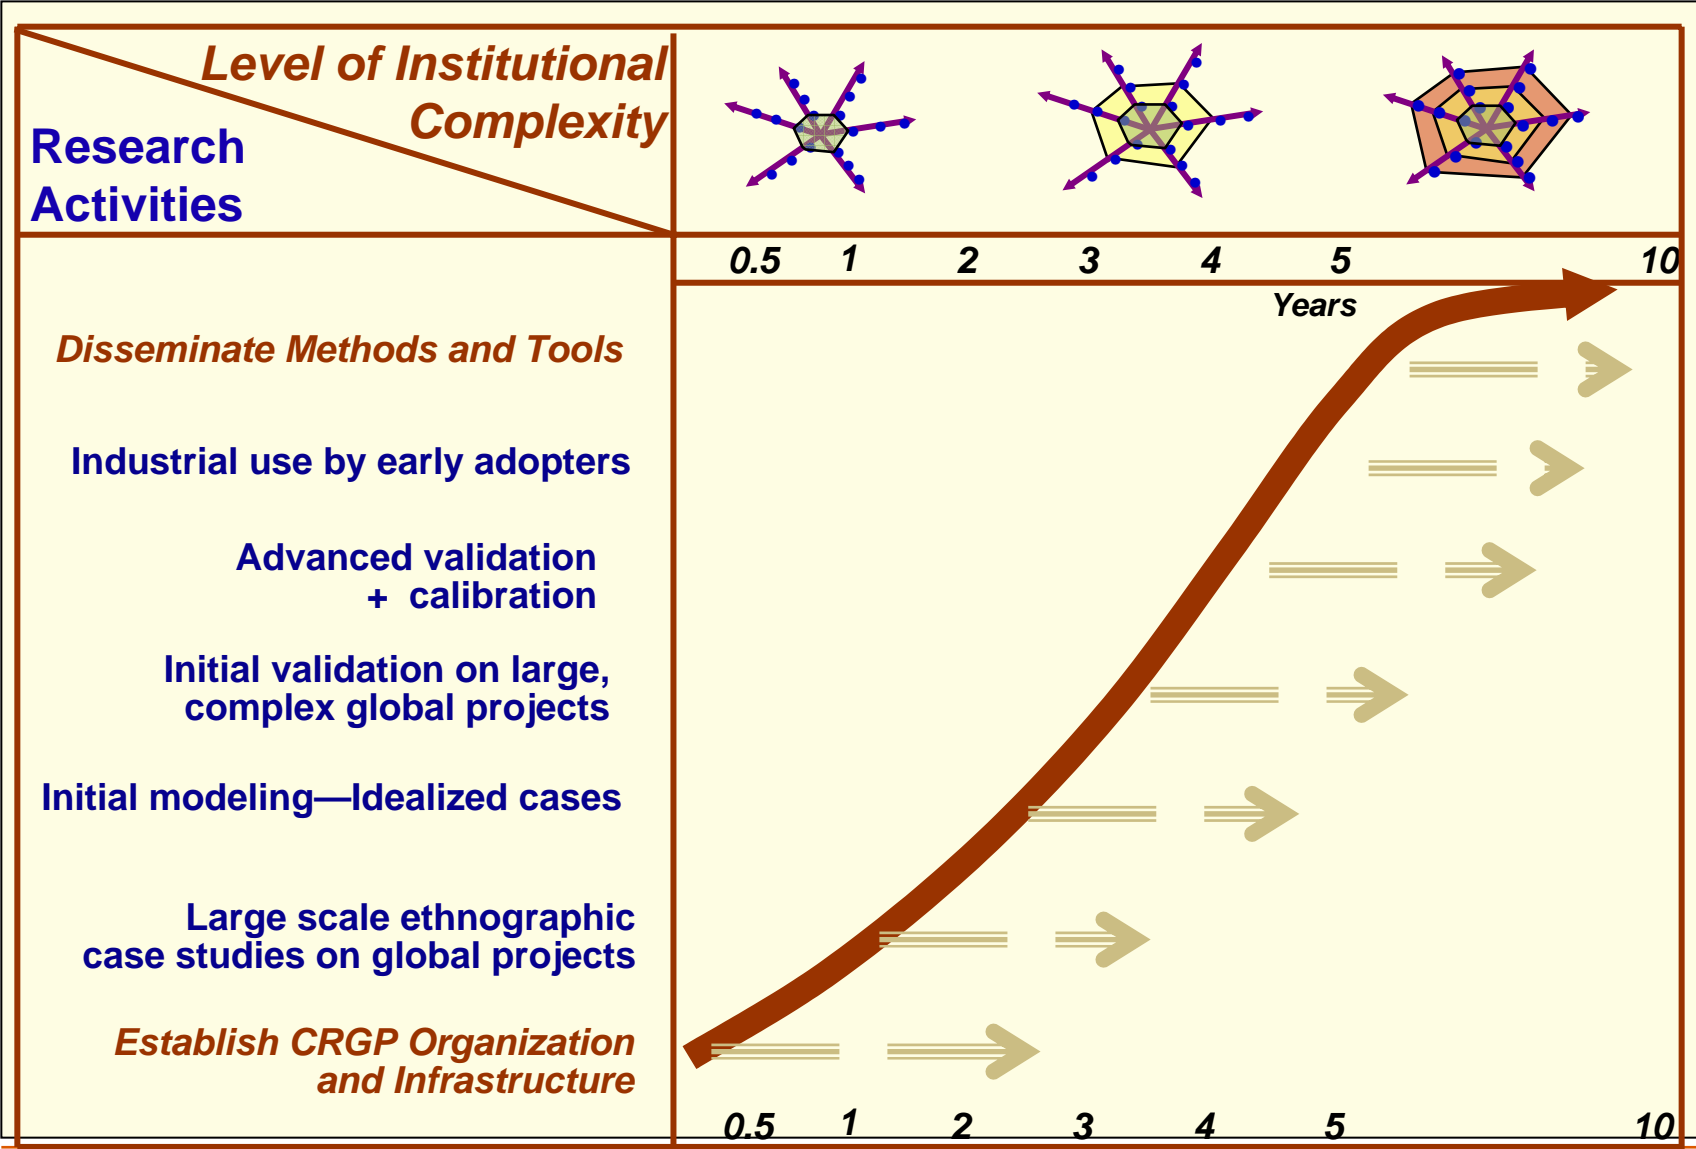 Level of Institutional
Complexity
Research
Activities
0.5 1 2 3 4 5 10
Years
Disseminate Methods and Tools
Industrial use by early adopters
Advanced validation
+ calibration
Initial validation on large,
complex global projects
Initial modeling—Idealized cases
Large scale ethnographic
case studies on global projects
Establish CRGP Organization
and Infrastructure
0.5 1 2 3 4 5 10